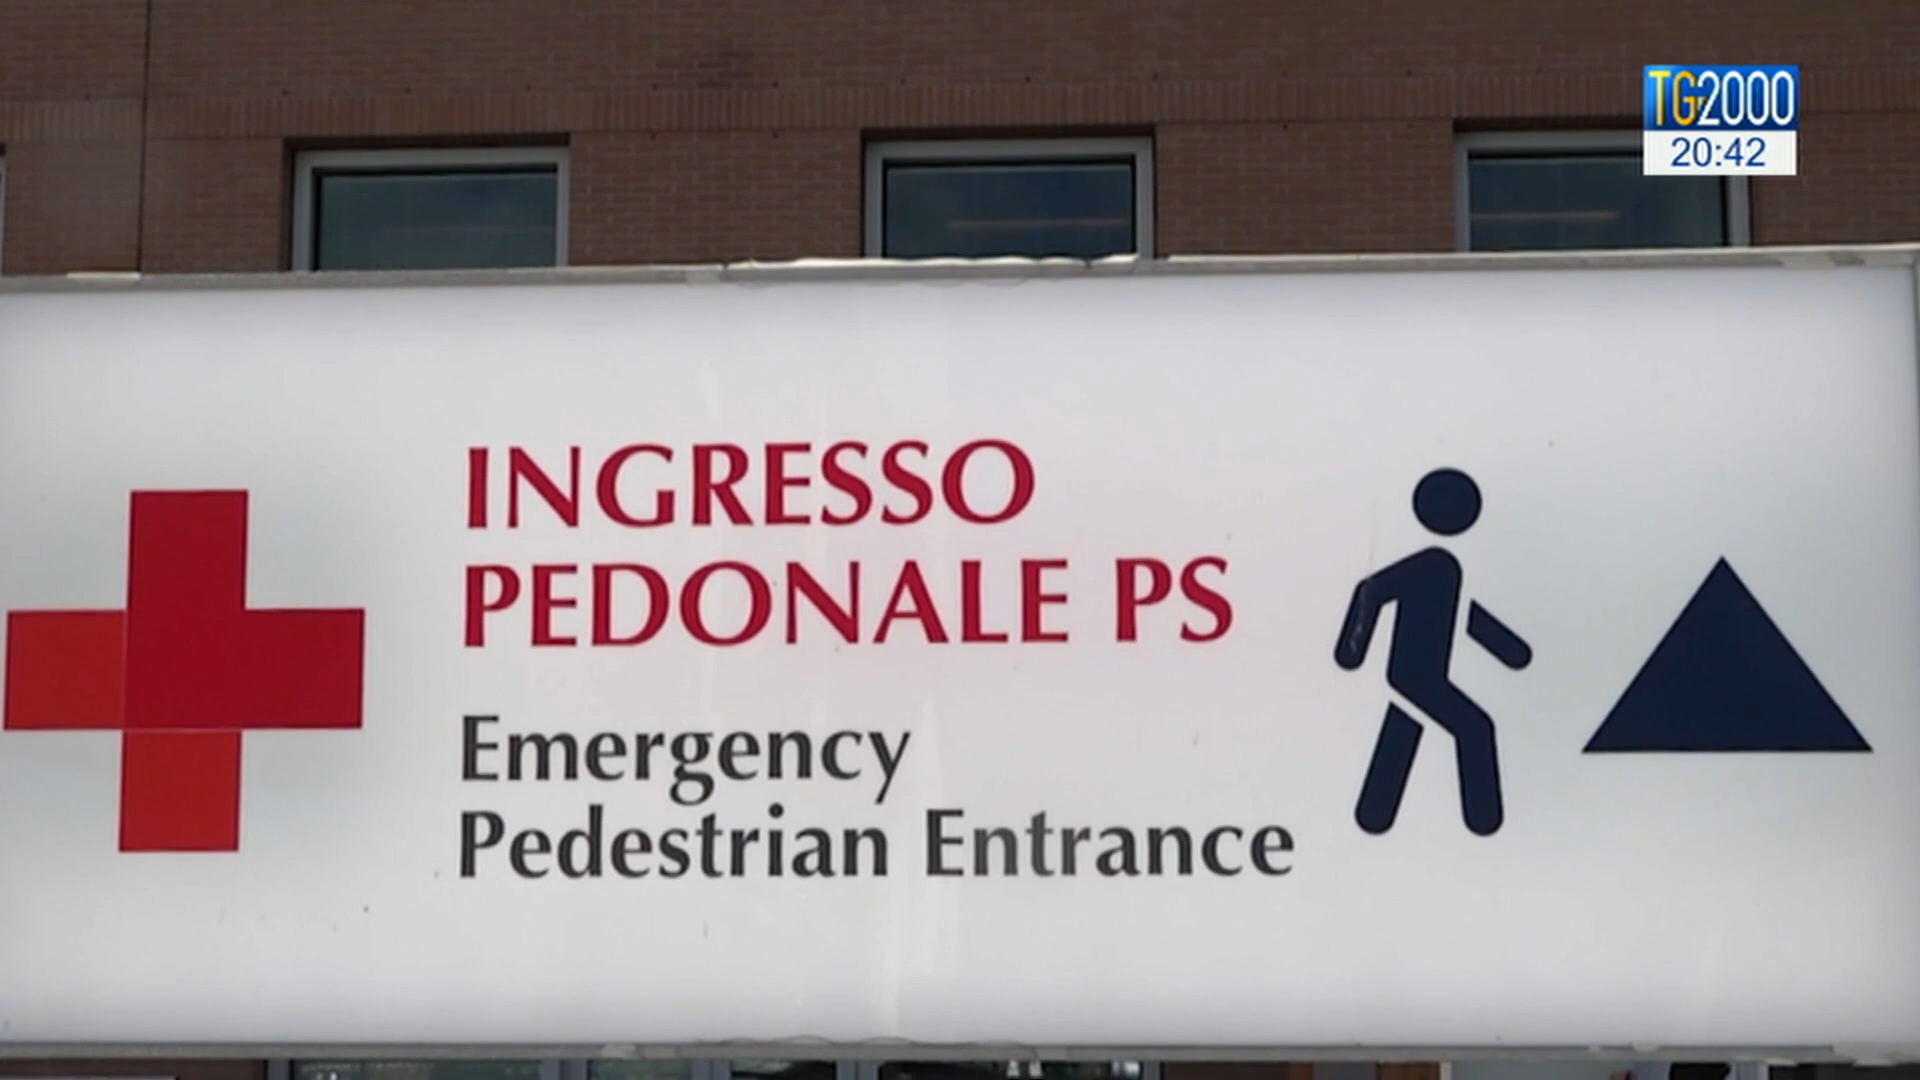 TG2000
20:42
INGRESSO
PEDONALE PS
Emergency
Pedestrian Entrance